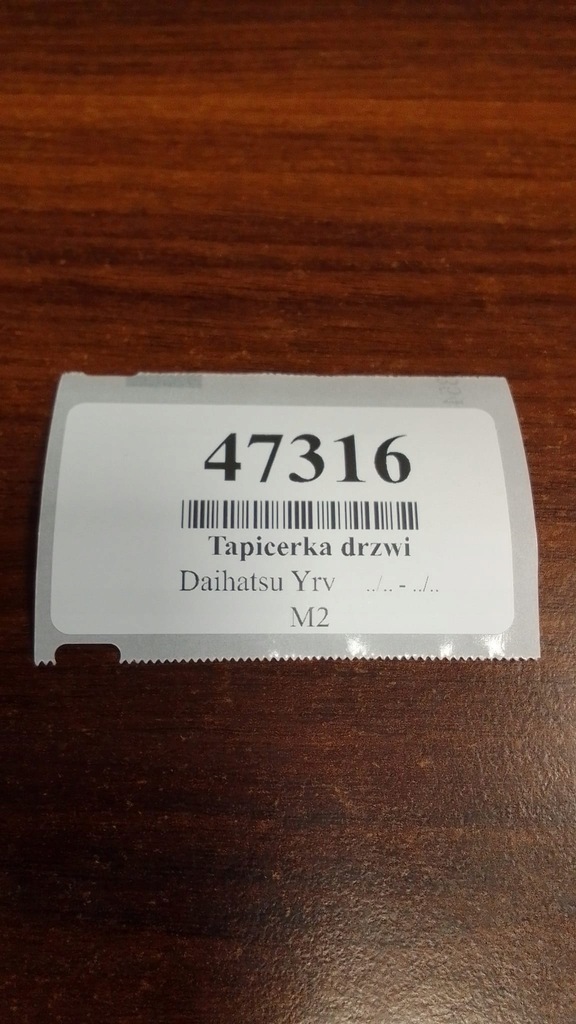 47316
Tapicerka drzwi
Daihatsu Yrv ../.. - ../..
M2